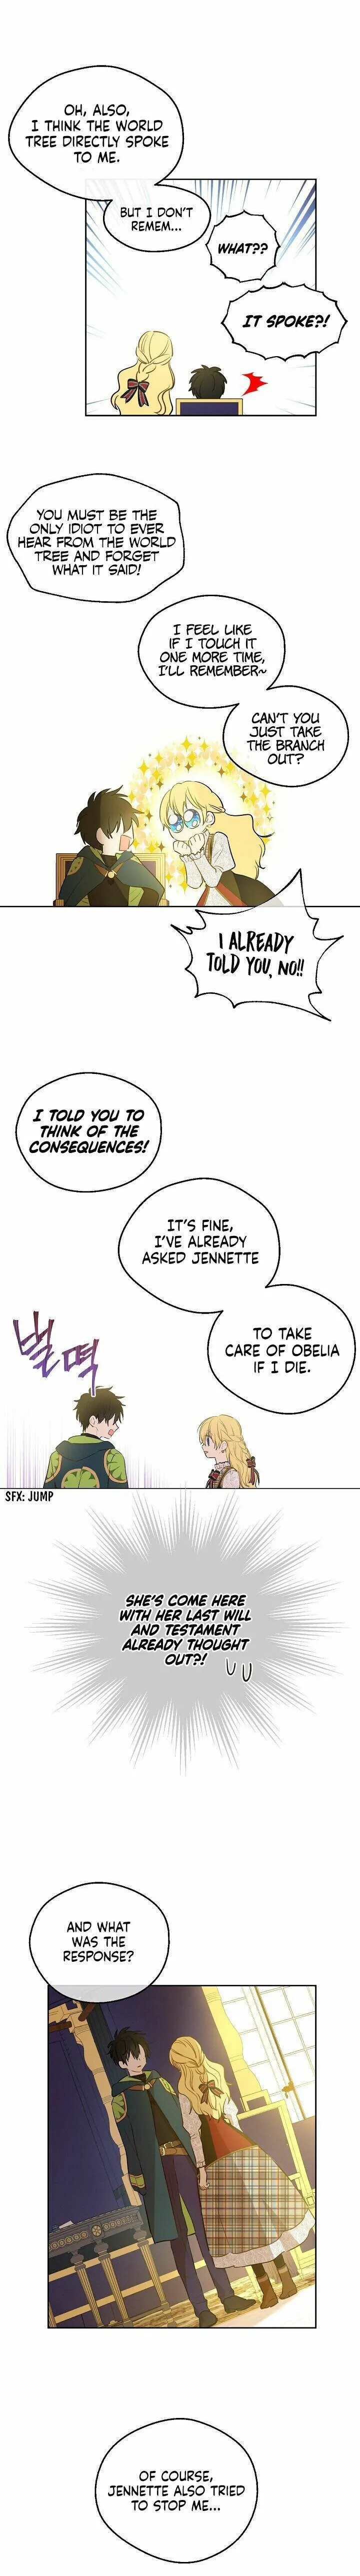 OH, ALSO,
I THINK THE WORLD
TREE DIRECTLY SPOKE
TO ME.
BUT I DON'T
REMEM...
WHAT??
IT SPOKE?!
YOU MUST BE THE
ONLY IDIOT TO EVER
HEAR FROM THE WORLD
TREE AND FORGET
WHAT IT SAID!
I FEEL LIKE
IF I TOUCH IT
ONE MORE TIME,
I'LL REMEMBER~
CAN'T YOU
JUST TAKE
THE BRANCH
OUT?
I ALREADY
TOLD YOU, NO!!
I TOLD YOU TO
THINK OF THE
CONSEQUENCES!
IT'S FINE,
I'VE ALREADY
ASKED JENNETTE
TO TAKE
CARE OF OBELIA
IF I DIE.
벌떡
SFX: JUMP
SHE'S COME HERE
WITH HER LAST WILL
AND TESTAMENT
ALREADY THOUGHT
OUT?!
AND WHAT
WAS THE
RESPONSE?
OF COURSE,
JENNETTE ALSO TRIED
TO STOP ME...